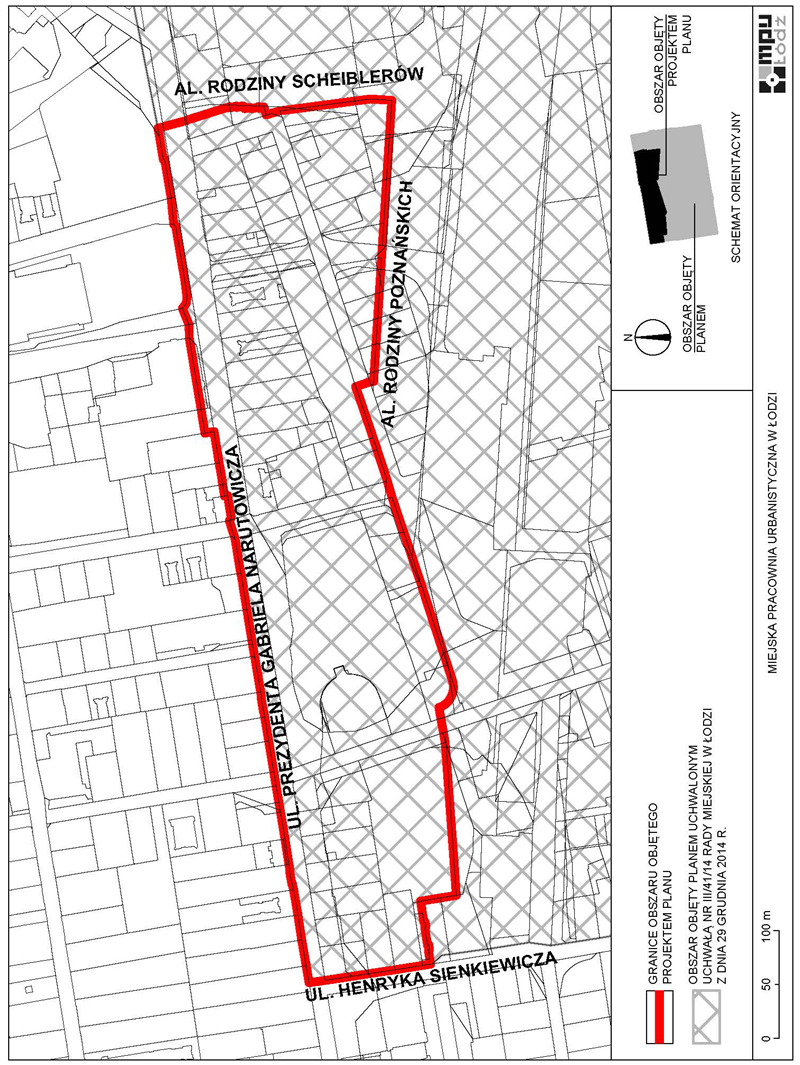 AL. RODZINY SCHEIBLERÓW
AL. RODZINY POZNAŃSKICH
UL. PREZYDENTA GABRIELA NARUTOWICZA
UL. HENRYKA SIENKIEWICZA
GRANICE OBSZARU OBJĘTEGO
PROJEKTEM PLANU
OBSZAR OBJĘTY PLANEM UCHWALONYM
UCHWAŁĄ NR III/41/14 RADY MIEJSKIEJ W ŁODZI
Z DNIA 29 GRUDNIA 2014 R.
0 50 100 m
N
OBSZAR OBJĘTY
PLANEM
OBSZAR OBJĘTY
PROJEKTEM
PLANU
SCHEMAT ORIENTACYJNY
MIEJSKA PRACOWNIA URBANISTYCZNA W ŁODZI
mpu
Łódź